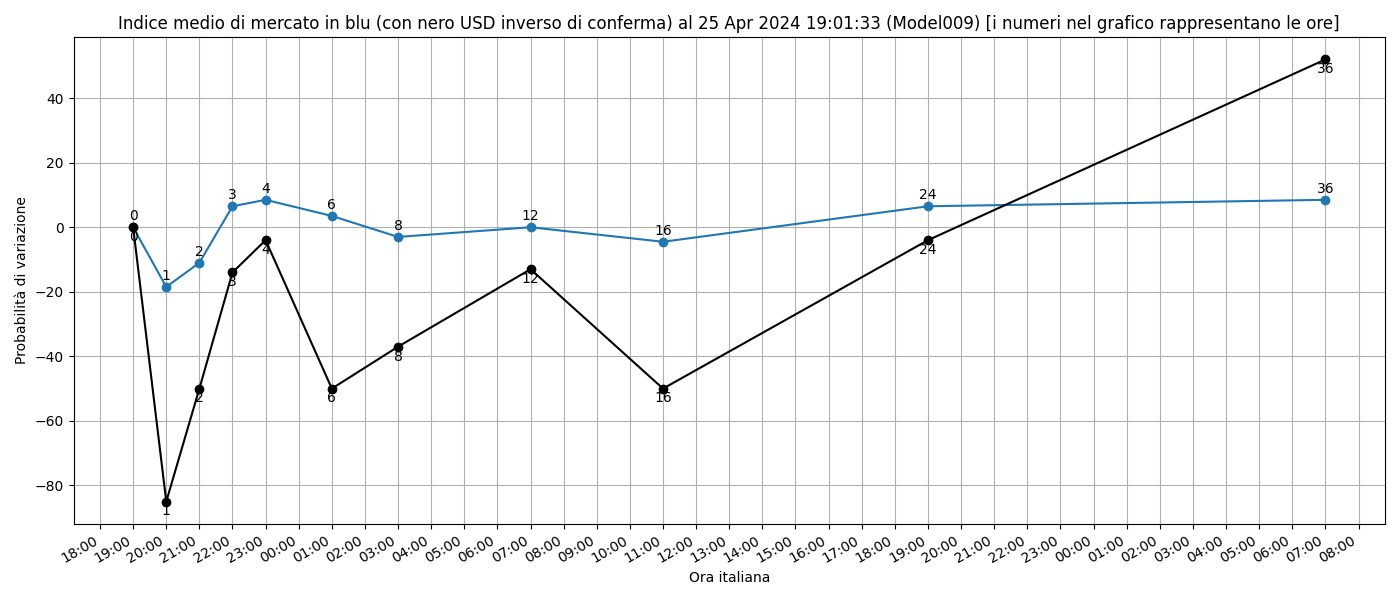 Indice medio di mercato in blu (con nero USD inverso di conferma) al 25 Apr 2024 19:01:33 (Model009) [i numeri nel grafico rappresentano le ore]
Probabilità di variazione
40
20
0
−20
−40
−60
−80
0 1 2 3 4 6 8 12 16 24 36
0 1 2 3 4 6 8 12 16 24 36
18:00 19:00 20:00 21:00 22:00 23:00 00:00 01:00 02:00 03:00 04:00 05:00 06:00 07:00 08:00 09:00 10:00 11:00 12:00 13:00 14:00 15:00 16:00 17:00 18:00 19:00 20:00 21:00 22:00 23:00 00:00 01:00 02:00 03:00 04:00 05:00 06:00 07:00 08:00
Ora italiana